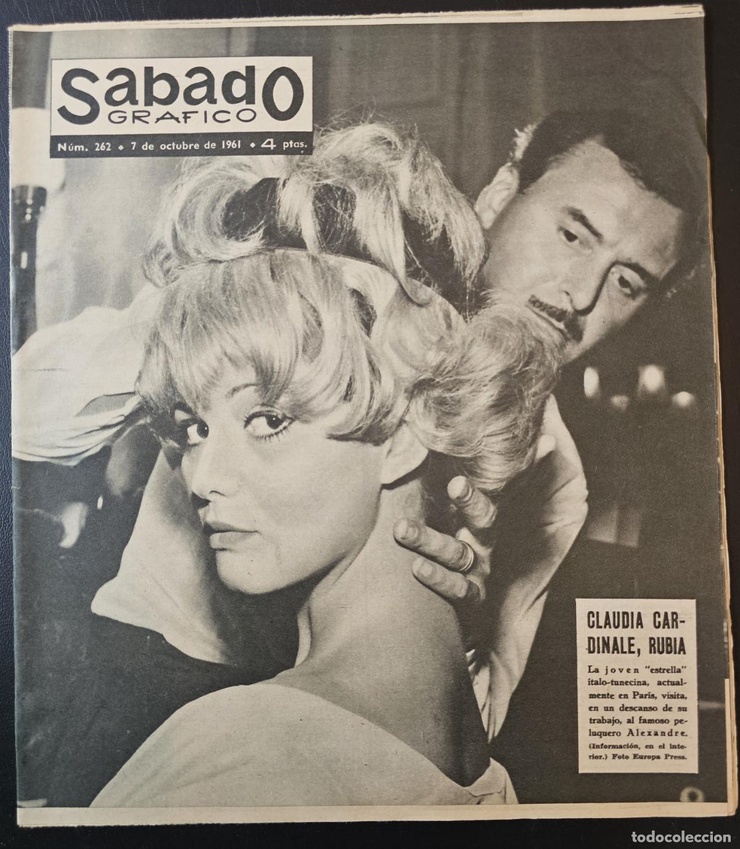 Sabado
GRAFICO
Núm. 262 • 7 de octubre de 1961 • 4 ptas.
CLAUDIA CAR-
DINALE, RUBIA
La joven "estrella"
ítalo-tunecina, actual-
mente en París, visita,
en un descanso de su
trabajo, al famoso pe-
luquero Alexandre.
(Información, en el inte-
rior.) Foto Europa Press.
todocoleccion